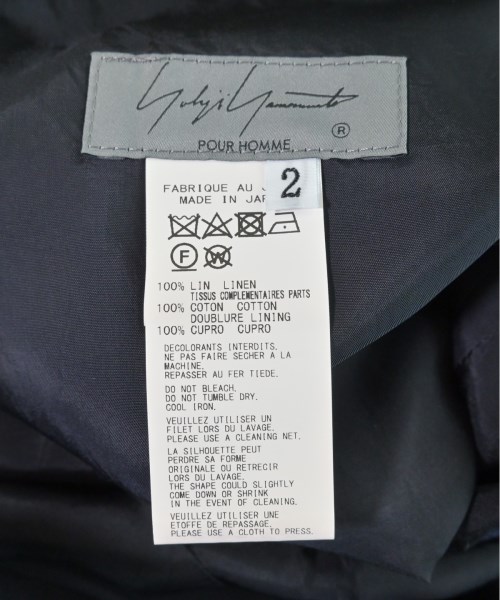 Yohji Yamamoto
®
POUR HOMME
2
FABRIQUE AU
MADE IN JAP
F
W
100% LIN LINEN
TISSUS COMPLEMENTAIRES PARTS
100% COTON COTTON
DOUBLURE LINING
100% CUPRO CUPRO
DECOLORANTS INTERDITS.
NE PAS FAIRE SECHER A LA
MACHINE.
REPASSER AU FER TIEDE.
DO NOT BLEACH.
DO NOT TUMBLE DRY.
COOL IRON.
VEUILLEZ UTILISER UN
FILET LORS DU LAVAGE.
PLEASE USE A CLEANING NET.
LA SILHOUETTE PEUT
PERDRE SA FORME
ORIGINALE OU RETRECIR
LORS DU LAVAGE.
THE SHAPE COULD SLIGHTLY
COME DOWN OR SHRINK
IN THE EVENT OF CLEANING.
VEUILLEZ UTILISER UNE
ETOFFE DE REPASSAGE.
PLEASE USE A CLOTH TO PRESS.